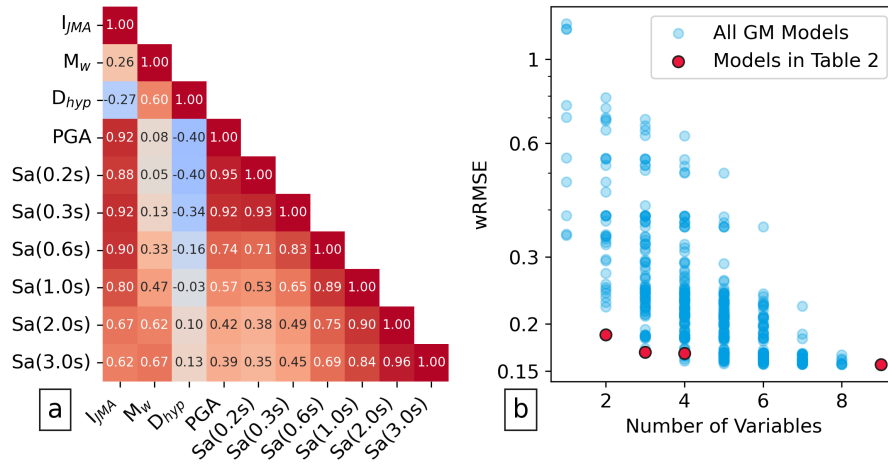 I_JMA 1.00
M_w 0.26 1.00
D_hyp -0.27 0.60 1.00
PGA 0.92 0.08 -0.40 1.00
Sa(0.2s) 0.88 0.05 -0.40 0.95 1.00
Sa(0.3s) 0.92 0.13 -0.34 0.92 0.93 1.00
Sa(0.6s) 0.90 0.33 -0.16 0.74 0.71 0.83 1.00
Sa(1.0s) 0.80 0.47 -0.03 0.57 0.53 0.65 0.89 1.00
Sa(2.0s) 0.67 0.62 0.10 0.42 0.38 0.49 0.75 0.90 1.00
Sa(3.0s) 0.62 0.67 0.13 0.39 0.35 0.45 0.69 0.84 0.96 1.00
I_JMA M_w D_hyp PGA Sa(0.2s) Sa(0.3s) Sa(0.6s) Sa(1.0s) Sa(2.0s) Sa(3.0s)
a
All GM Models
Models in Table 2
wRMSE
1
0.6
0.3
0.2
0.15
2 4 6 8
Number of Variables
b